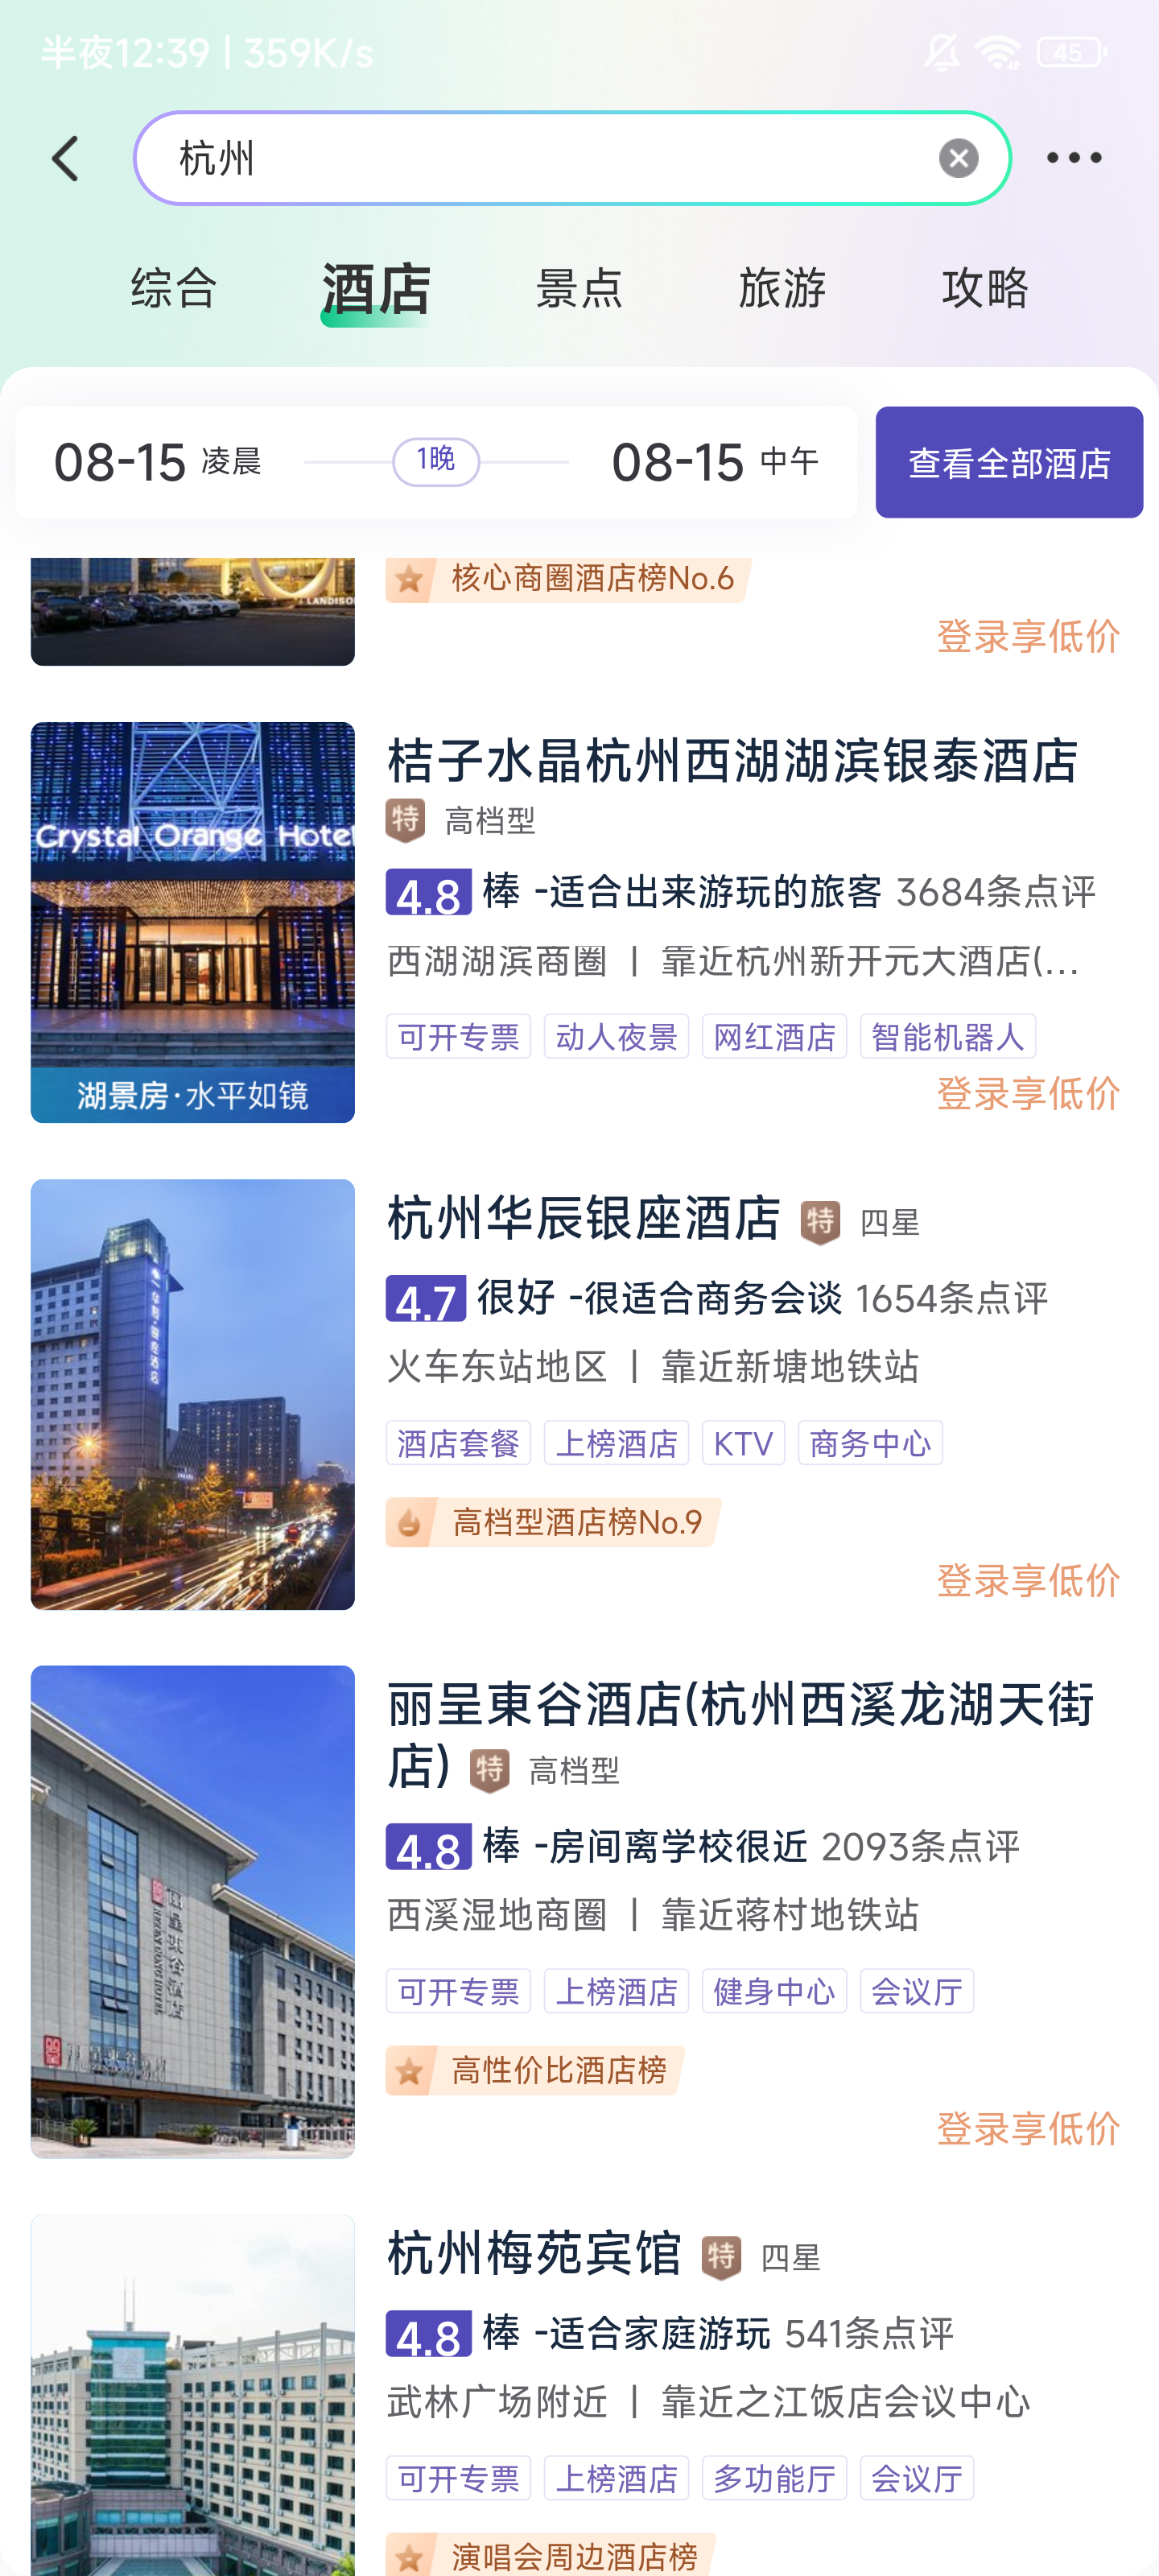 半夜12:39 | 359K/s
45
杭州
综合 酒店 景点 旅游 攻略
08-15 凌晨 1晚 08-15 中午 查看全部酒店
LANDISO
核心商圈酒店榜No.6
登录享低价
Crystal Orange Hotel
湖景房·水平如镜
桔子水晶杭州西湖湖滨银泰酒店
特 高档型
4.8 棒 -适合出来游玩的旅客 3684条点评
西湖湖滨商圈 | 靠近杭州新开元大酒店(...
可开专票 动人夜景 网红酒店 智能机器人
登录享低价
杭州华辰银座酒店 特 四星
4.7 很好 -很适合商务会谈 1654条点评
火车东站地区 | 靠近新塘地铁站
酒店套餐 上榜酒店 KTV 商务中心
高档型酒店榜No.9
登录享低价
丽呈東谷酒店
丽呈東谷酒店(杭州西溪龙湖天街
店) 特 高档型
4.8 棒 -房间离学校很近 2093条点评
西溪湿地商圈 | 靠近蒋村地铁站
可开专票 上榜酒店 健身中心 会议厅
高性价比酒店榜
登录享低价
杭州梅苑宾馆 特 四星
4.8 棒 -适合家庭游玩 541条点评
武林广场附近 | 靠近之江饭店会议中心
可开专票 上榜酒店 多功能厅 会议厅
演唱会周边酒店榜